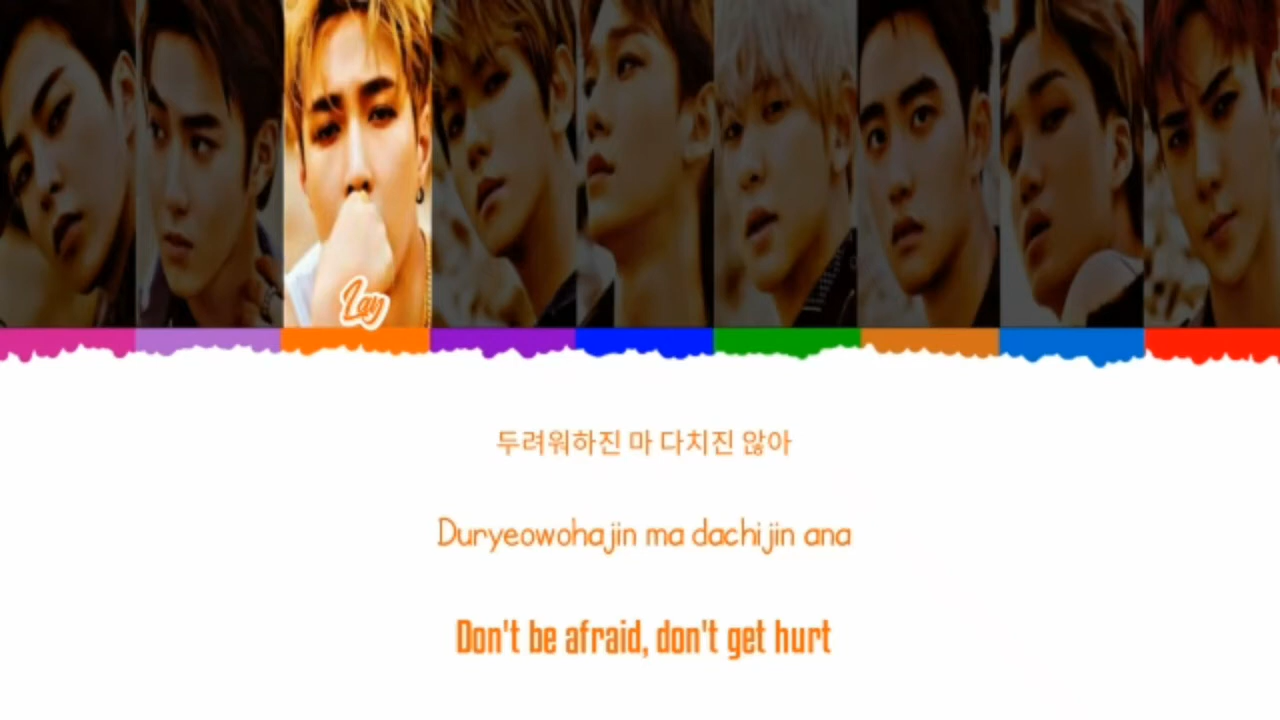 Lay
두려워하진 마 다치진 않아
Duryeowohajin ma dachijin ana
Don't be afraid, don't get hurt